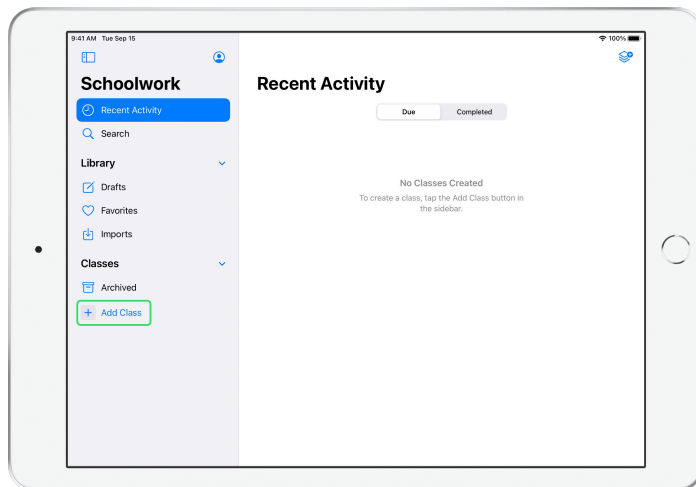 9:41 AM Tue Sep 15
100%
Schoolwork
Recent Activity
Search
Library
Drafts
Favorites
Imports
Classes
Archived
Add Class
Recent Activity
Due
Completed
No Classes Created
To create a class, tap the Add Class button in
the sidebar.